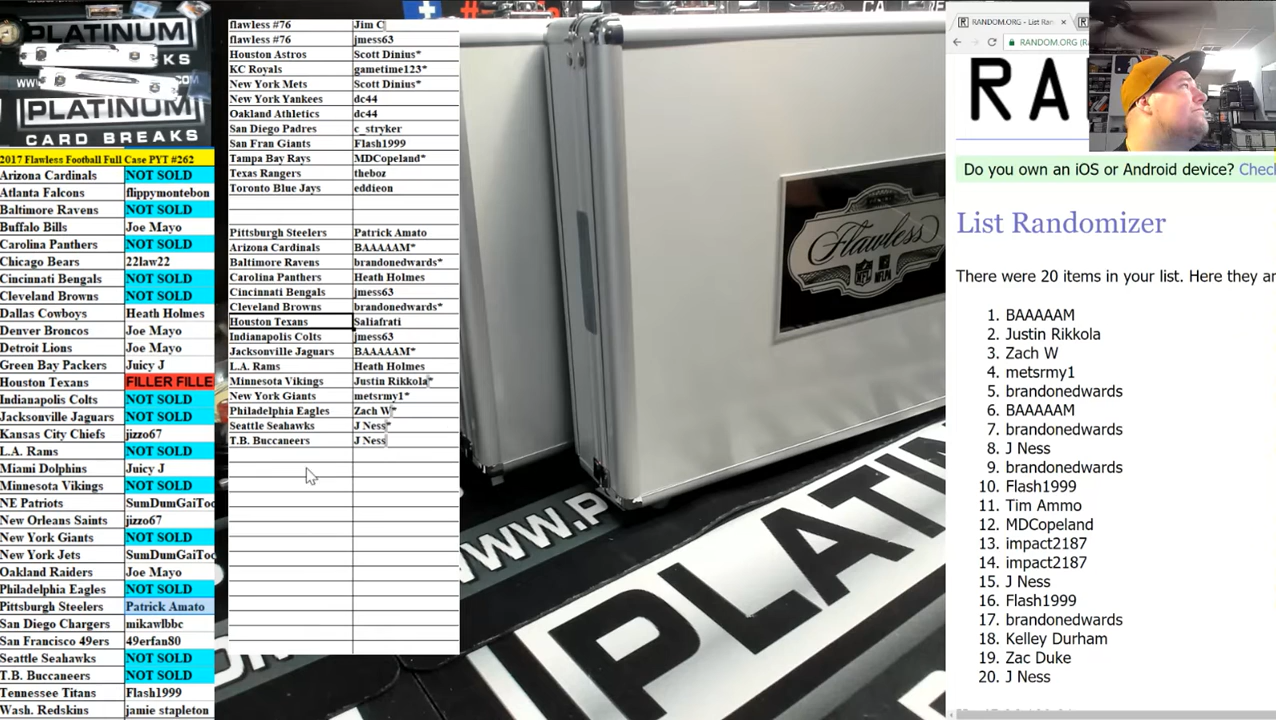 PLATINUM
KS
WWW.
.COM
PLATINUM
CARD BREAKS
2017 Flawless Football Full Case PYT #262
Arizona Cardinals NOT SOLD
Atlanta Falcons flippymontebon
Baltimore Ravens NOT SOLD
Buffalo Bills Joe Mayo
Carolina Panthers NOT SOLD
Chicago Bears 22law22
Cincinnati Bengals NOT SOLD
Cleveland Browns NOT SOLD
Dallas Cowboys Heath Holmes
Denver Broncos Joe Mayo
Detroit Lions Joe Mayo
Green Bay Packers Juicy J
Houston Texans FILLER FILLE
Indianapolis Colts NOT SOLD
Jacksonville Jaguars NOT SOLD
Kansas City Chiefs jizzo67
L.A. Rams NOT SOLD
Miami Dolphins Juicy J
Minnesota Vikings NOT SOLD
NE Patriots SumDumGaiToo
New Orleans Saints jizzo67
New York Giants NOT SOLD
New York Jets SumDumGaiToo
Oakland Raiders Joe Mayo
Philadelphia Eagles NOT SOLD
Pittsburgh Steelers Patrick Amato
San Diego Chargers mikawlbbc
San Francisco 49ers 49erfan80
Seattle Seahawks NOT SOLD
T.B. Buccaneers NOT SOLD
Tennessee Titans Flash1999
Wash. Redskins jamie stapleton
flawless #76 Jim C
flawless #76 jmess63
Houston Astros Scott Dinius*
KC Royals gametime123*
New York Mets Scott Dinius*
New York Yankees dc44
Oakland Athletics dc44
San Diego Padres c_stryker
San Fran Giants Flash1999
Tampa Bay Rays MDCopeland*
Texas Rangers theboz
Toronto Blue Jays eddieon
Pittsburgh Steelers Patrick Amato
Arizona Cardinals BAAAAAM*
Baltimore Ravens brandonedwards*
Carolina Panthers Heath Holmes
Cincinnati Bengals jmess63
Cleveland Browns brandonedwards*
Houston Texans Saliafrati
Indianapolis Colts jmess63
Jacksonville Jaguars BAAAAAM*
L.A. Rams Heath Holmes
Minnesota Vikings Justin Rikkola*
New York Giants metsrmy1*
Philadelphia Eagles Zach W*
Seattle Seahawks J Ness*
T.B. Buccaneers J Ness
Flawless
NFL
WWW.P
PLATIN
RANDOM.ORG - List Ran
RANDOM.ORG (R
RA
Do you own an iOS or Android device? Check
List Randomizer
There were 20 items in your list. Here they ar
1. BAAAAAM
2. Justin Rikkola
3. Zach W
4. metsrmy1
5. brandonedwards
6. BAAAAAM
7. brandonedwards
8. J Ness
9. brandonedwards
10. Flash1999
11. Tim Ammo
12. MDCopeland
13. impact2187
14. impact2187
15. J Ness
16. Flash1999
17. brandonedwards
18. Kelley Durham
19. Zac Duke
20. J Ness